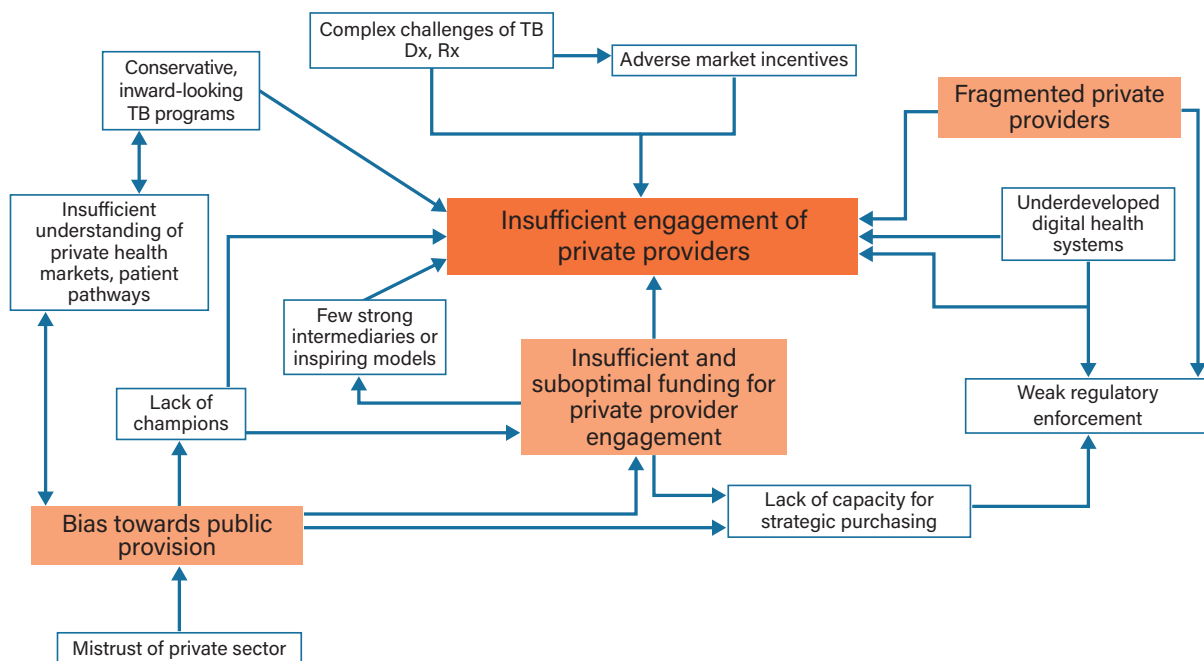 Complex challenges of TB
Dx, Rx
Adverse market incentives
Conservative,
inward-looking
TB programs
Fragmented private
providers
Insufficient
understanding of
private health
markets, patient
pathways
Insufficient engagement of
private providers
Underdeveloped
digital health
systems
Few strong
intermediaries or
inspiring models
Insufficient and
suboptimal funding for
private provider
engagement
Lack of
champions
Weak regulatory
enforcement
Bias towards public
provision
Lack of capacity for
strategic purchasing
Mistrust of private sector